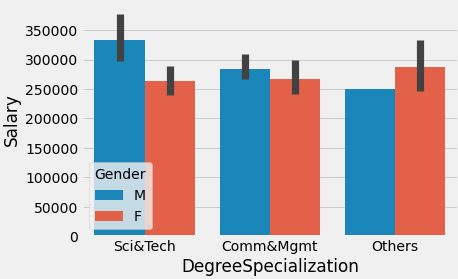 350000
300000
250000
200000
150000
100000
50000
0
Salary
Gender
M
F
Sci&Tech Comm&Mgmt Others
DegreeSpecialization